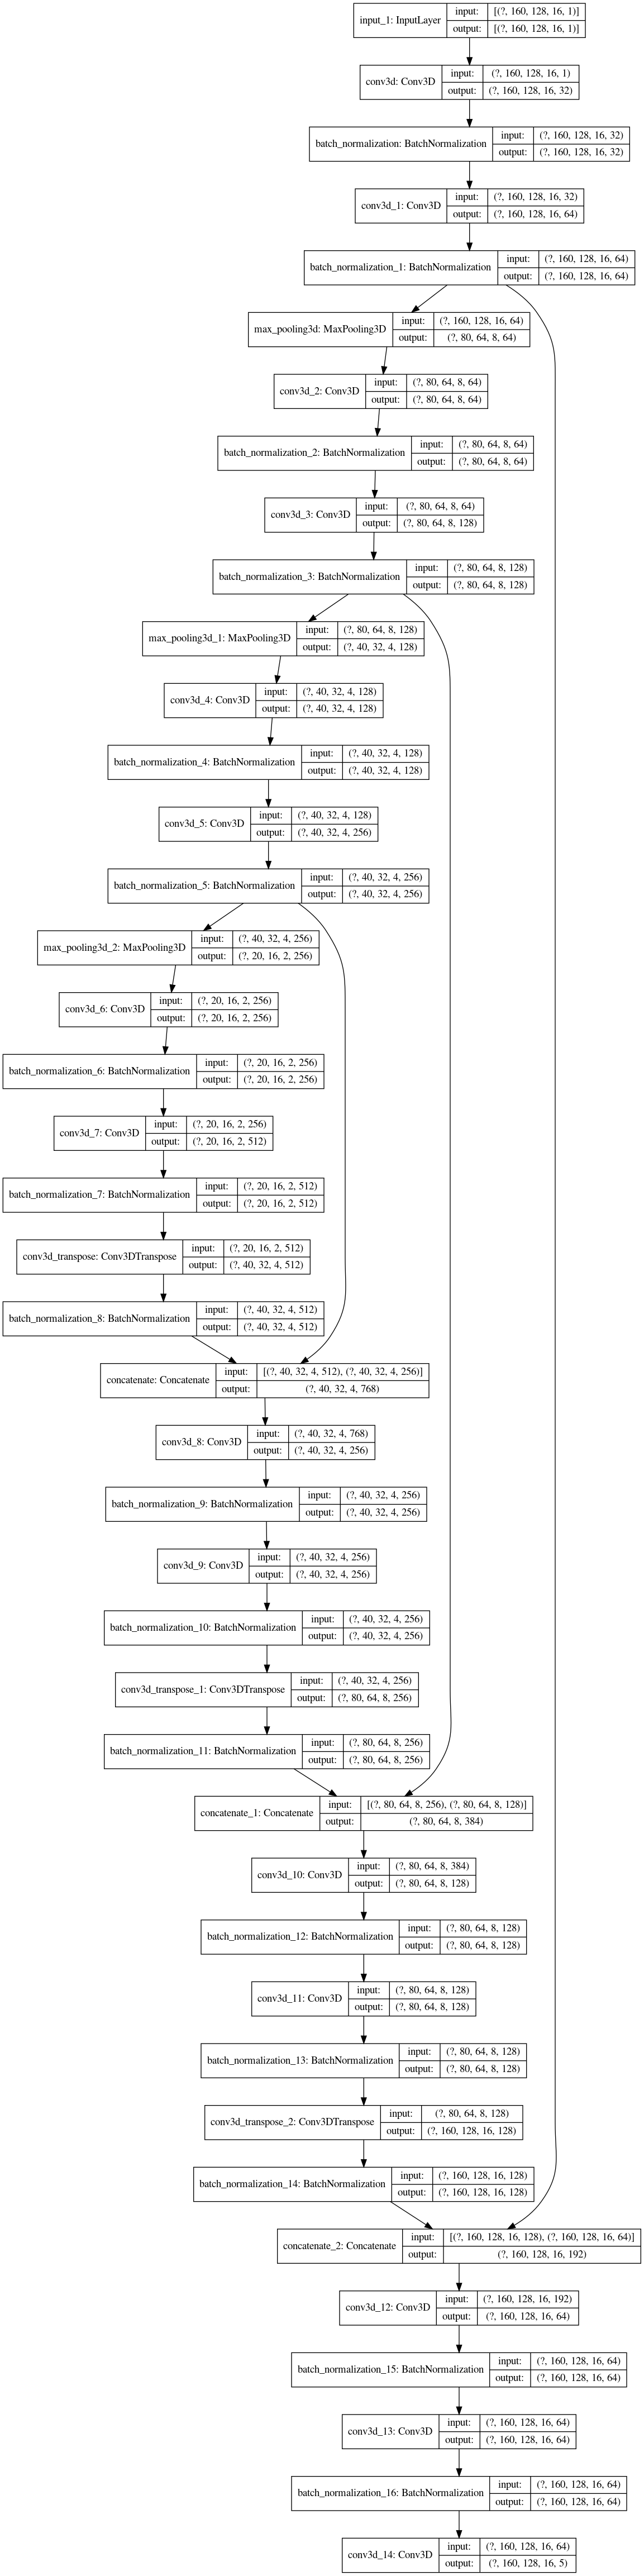 input_1: InputLayer
input: [(?, 160, 128, 16, 1)]
output: [(?, 160, 128, 16, 1)]
conv3d: Conv3D
input: (?, 160, 128, 16, 1)
output: (?, 160, 128, 16, 32)
batch_normalization: BatchNormalization
input: (?, 160, 128, 16, 32)
output: (?, 160, 128, 16, 32)
conv3d_1: Conv3D
input: (?, 160, 128, 16, 32)
output: (?, 160, 128, 16, 64)
batch_normalization_1: BatchNormalization
input: (?, 160, 128, 16, 64)
output: (?, 160, 128, 16, 64)
max_pooling3d: MaxPooling3D
input: (?, 160, 128, 16, 64)
output: (?, 80, 64, 8, 64)
conv3d_2: Conv3D
input: (?, 80, 64, 8, 64)
output: (?, 80, 64, 8, 64)
batch_normalization_2: BatchNormalization
input: (?, 80, 64, 8, 64)
output: (?, 80, 64, 8, 64)
conv3d_3: Conv3D
input: (?, 80, 64, 8, 64)
output: (?, 80, 64, 8, 128)
batch_normalization_3: BatchNormalization
input: (?, 80, 64, 8, 128)
output: (?, 80, 64, 8, 128)
max_pooling3d_1: MaxPooling3D
input: (?, 80, 64, 8, 128)
output: (?, 40, 32, 4, 128)
conv3d_4: Conv3D
input: (?, 40, 32, 4, 128)
output: (?, 40, 32, 4, 128)
batch_normalization_4: BatchNormalization
input: (?, 40, 32, 4, 128)
output: (?, 40, 32, 4, 128)
conv3d_5: Conv3D
input: (?, 40, 32, 4, 128)
output: (?, 40, 32, 4, 256)
batch_normalization_5: BatchNormalization
input: (?, 40, 32, 4, 256)
output: (?, 40, 32, 4, 256)
max_pooling3d_2: MaxPooling3D
input: (?, 40, 32, 4, 256)
output: (?, 20, 16, 2, 256)
conv3d_6: Conv3D
input: (?, 20, 16, 2, 256)
output: (?, 20, 16, 2, 256)
batch_normalization_6: BatchNormalization
input: (?, 20, 16, 2, 256)
output: (?, 20, 16, 2, 256)
conv3d_7: Conv3D
input: (?, 20, 16, 2, 256)
output: (?, 20, 16, 2, 512)
batch_normalization_7: BatchNormalization
input: (?, 20, 16, 2, 512)
output: (?, 20, 16, 2, 512)
conv3d_transpose: Conv3DTranspose
input: (?, 20, 16, 2, 512)
output: (?, 40, 32, 4, 512)
batch_normalization_8: BatchNormalization
input: (?, 40, 32, 4, 512)
output: (?, 40, 32, 4, 512)
concatenate: Concatenate
input: [(?, 40, 32, 4, 512), (?, 40, 32, 4, 256)]
output: (?, 40, 32, 4, 768)
conv3d_8: Conv3D
input: (?, 40, 32, 4, 768)
output: (?, 40, 32, 4, 256)
batch_normalization_9: BatchNormalization
input: (?, 40, 32, 4, 256)
output: (?, 40, 32, 4, 256)
conv3d_9: Conv3D
input: (?, 40, 32, 4, 256)
output: (?, 40, 32, 4, 256)
batch_normalization_10: BatchNormalization
input: (?, 40, 32, 4, 256)
output: (?, 40, 32, 4, 256)
conv3d_transpose_1: Conv3DTranspose
input: (?, 40, 32, 4, 256)
output: (?, 80, 64, 8, 256)
batch_normalization_11: BatchNormalization
input: (?, 80, 64, 8, 256)
output: (?, 80, 64, 8, 256)
concatenate_1: Concatenate
input: [(?, 80, 64, 8, 256), (?, 80, 64, 8, 128)]
output: (?, 80, 64, 8, 384)
conv3d_10: Conv3D
input: (?, 80, 64, 8, 384)
output: (?, 80, 64, 8, 128)
batch_normalization_12: BatchNormalization
input: (?, 80, 64, 8, 128)
output: (?, 80, 64, 8, 128)
conv3d_11: Conv3D
input: (?, 80, 64, 8, 128)
output: (?, 80, 64, 8, 128)
batch_normalization_13: BatchNormalization
input: (?, 80, 64, 8, 128)
output: (?, 80, 64, 8, 128)
conv3d_transpose_2: Conv3DTranspose
input: (?, 80, 64, 8, 128)
output: (?, 160, 128, 16, 128)
batch_normalization_14: BatchNormalization
input: (?, 160, 128, 16, 128)
output: (?, 160, 128, 16, 128)
concatenate_2: Concatenate
input: [(?, 160, 128, 16, 128), (?, 160, 128, 16, 64)]
output: (?, 160, 128, 16, 192)
conv3d_12: Conv3D
input: (?, 160, 128, 16, 192)
output: (?, 160, 128, 16, 64)
batch_normalization_15: BatchNormalization
input: (?, 160, 128, 16, 64)
output: (?, 160, 128, 16, 64)
conv3d_13: Conv3D
input: (?, 160, 128, 16, 64)
output: (?, 160, 128, 16, 64)
batch_normalization_16: BatchNormalization
input: (?, 160, 128, 16, 64)
output: (?, 160, 128, 16, 64)
conv3d_14: Conv3D
input: (?, 160, 128, 16, 64)
output: (?, 160, 128, 16, 5)